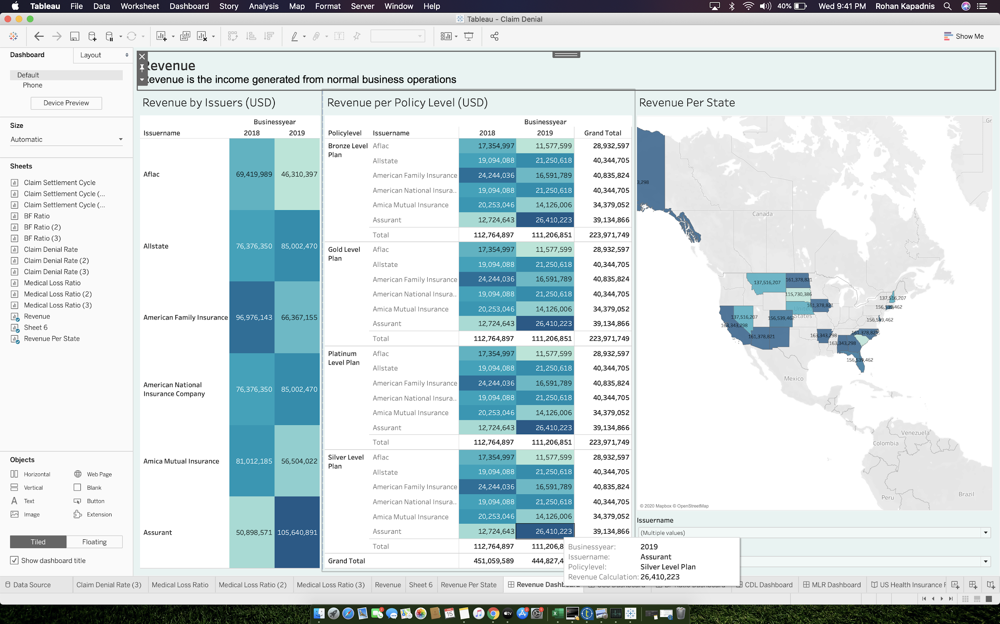 Tableau File Data Worksheet Dashboard Story Analysis Map Format Server Window Help 40% Wed 9:41 PM Rohan Kapadnis
Tableau - Claim Denial
Show Me
Dashboard Layout
Default
Phone
Device Preview
Size
Automatic
Sheets
Claim Settlement Cycle
Claim Settlement Cycle (...
Claim Settlement Cycle (...
BF Ratio
BF Ratio (2)
BF Ratio (3)
Claim Denial Rate
Claim Denial Rate (2)
Claim Denial Rate (3)
Medical Loss Ratio
Medical Loss Ratio (2)
Medical Loss Ratio (3)
Revenue
Sheet 6
Revenue Per State
Objects
Horizontal Web Page
Vertical Blank
Text Button
Image Extension
Tiled Floating
Show dashboard title
Revenue
Revenue is the income generated from normal business operations
Revenue by Issuers (USD)
Businessyear
Issuername 2018 2019
Aflac 69,419,989 46,310,397
Allstate 76,376,350 85,002,470
American Family Insurance 96,976,143 66,367,155
American National
Insurance Company 76,376,350 85,002,470
Amica Mutual Insurance 81,012,185 56,504,022
Assurant 50,898,571 105,640,891
Revenue per Policy Level (USD)
Businessyear
Policylevel Issuername 2018 2019 Grand Total
Bronze Level Aflac 17,354,997 11,577,599 28,932,597
Plan
Allstate 19,094,088 21,250,618 40,344,705
American Family Insurance 24,244,036 16,591,789 40,835,824
American National Insura.. 19,094,088 21,250,618 40,344,705
Amica Mutual Insurance 20,253,046 14,126,006 34,379,052
Assurant 12,724,643 26,410,223 39,134,866
Total 112,764,897 111,206,851 223,971,749
Gold Level Aflac 17,354,997 11,577,599 28,932,597
Plan
Allstate 19,094,088 21,250,618 40,344,705
American Family Insurance 24,244,036 16,591,789 40,835,824
American National Insura.. 19,094,088 21,250,618 40,344,705
Amica Mutual Insurance 20,253,046 14,126,006 34,379,052
Assurant 12,724,643 26,410,223 39,134,866
Total 112,764,897 111,206,851 223,971,749
Platinum Aflac 17,354,997 11,577,599 28,932,597
Level Plan
Allstate 19,094,088 21,250,618 40,344,705
American Family Insurance 24,244,036 16,591,789 40,835,824
American National Insura.. 19,094,088 21,250,618 40,344,705
Amica Mutual Insurance 20,253,046 14,126,006 34,379,052
Assurant 12,724,643 26,410,223 39,134,866
Total 112,764,897 111,206,851 223,971,749
Silver Level Aflac 17,354,997 11,577,599 28,932,597
Plan
Allstate 19,094,088 21,250,618 40,344,705
American Family Insurance 24,244,036 16,591,789 40,835,824
American National Insura.. 19,094,088 21,250,618 40,344,705
Amica Mutual Insurance 20,253,046 14,126,006 34,379,052
Assurant 12,724,643 26,410,223 39,134,866
Total 112,764,897 111,206,8
Grand Total 451,059,589 444,827,4
Revenue Per State
Gr
3,298
Canada
137,516,207 161,378,821
115,730,386
137,516,207
161,378,821 156,539,462
United
States
137,516,207 156,539,462 156,539,462
163,343,298
161,378,821 163,343,298 161,378,821
163,343,298
156,539,462
Mexico
Venezuela
Colombia
Peru Brazil
© 2020 Mapbox © OpenStreetMap
Issuername
(Multiple values)
Businessyear: 2019
Issuername: Assurant
Policylevel: Silver Level Plan
Revenue Calculation: 26,410,223
Data Source Claim Denial Rate (3) Medical Loss Ratio Medical Loss Ratio (2) Medical Loss Ratio (3) Revenue Sheet 6 Revenue Per State Revenue Dashboard CDL Dashboard MLR Dashboard US Health Insurance
7 APR 15 tv 2 1